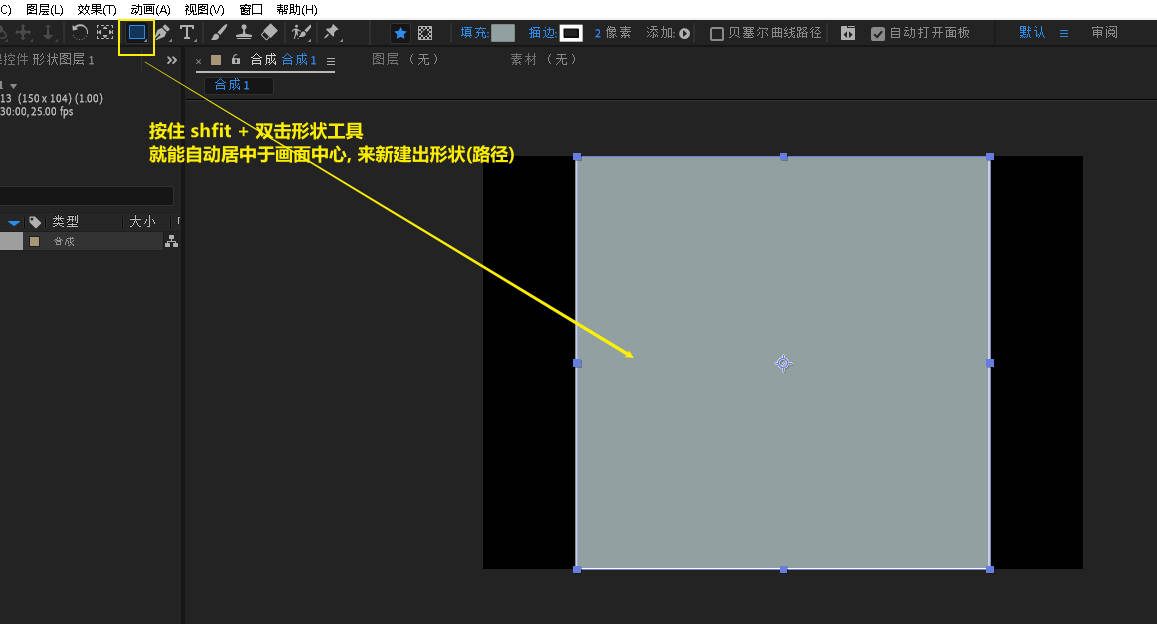 C) 图层(L) 效果(T) 动画(A) 视图(V) 窗口 帮助(H)
填充: 描边: 2 像素 添加: 贝塞尔曲线路径 自动打开面板 默认 审阅
控件 形状图层 1 » × 合成 合成 1 图层 （无） 素材 （无）
合成 1
13 (150 x 104) (1.00)
30:00, 25.00 fps
按住 shfit + 双击形状工具
就能自动居中于画面中心, 来新建出形状(路径)
类型 大小
合成